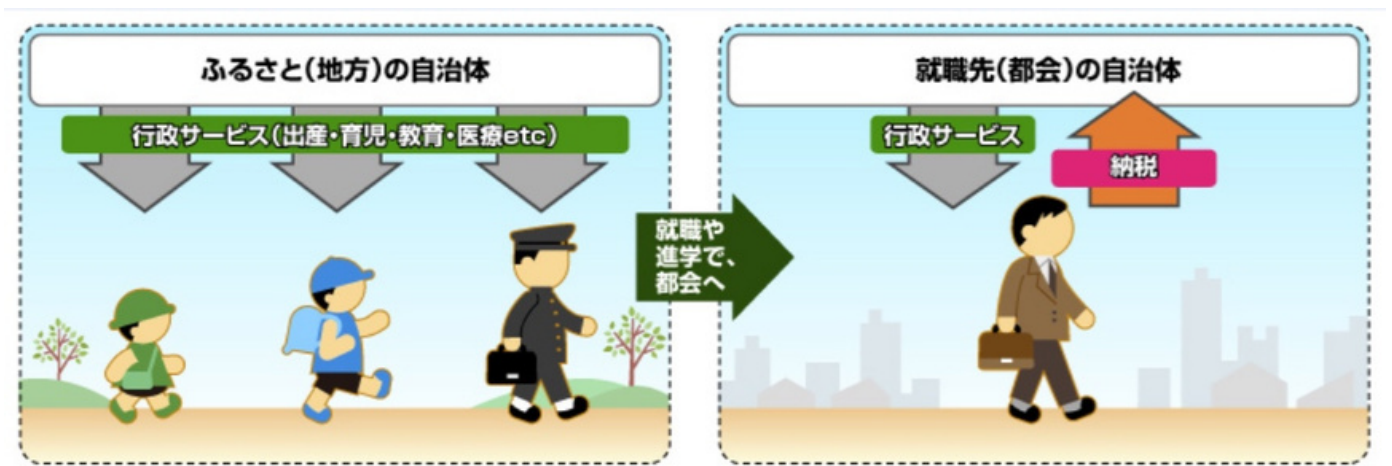 ふるさと(地方)の自治体
行政サービス(出産・育児・教育・医療etc)
就職や
進学で、
都会へ
就職先(都会)の自治体
行政サービス
納税